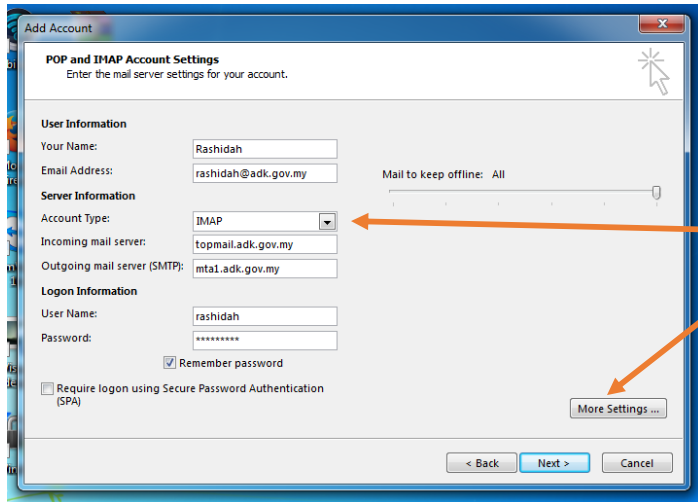 Add Account
POP and IMAP Account Settings
Enter the mail server settings for your account.
User Information
Your Name: Rashidah
Email Address: rashidah@adk.gov.my
Mail to keep offline: All
Server Information
Account Type: IMAP
Incoming mail server: topmail.adk.gov.my
Outgoing mail server (SMTP): mta1.adk.gov.my
Logon Information
User Name: rashidah
Password: *********
Remember password
Require logon using Secure Password Authentication
(SPA)
More Settings ...
< Back Next > Cancel